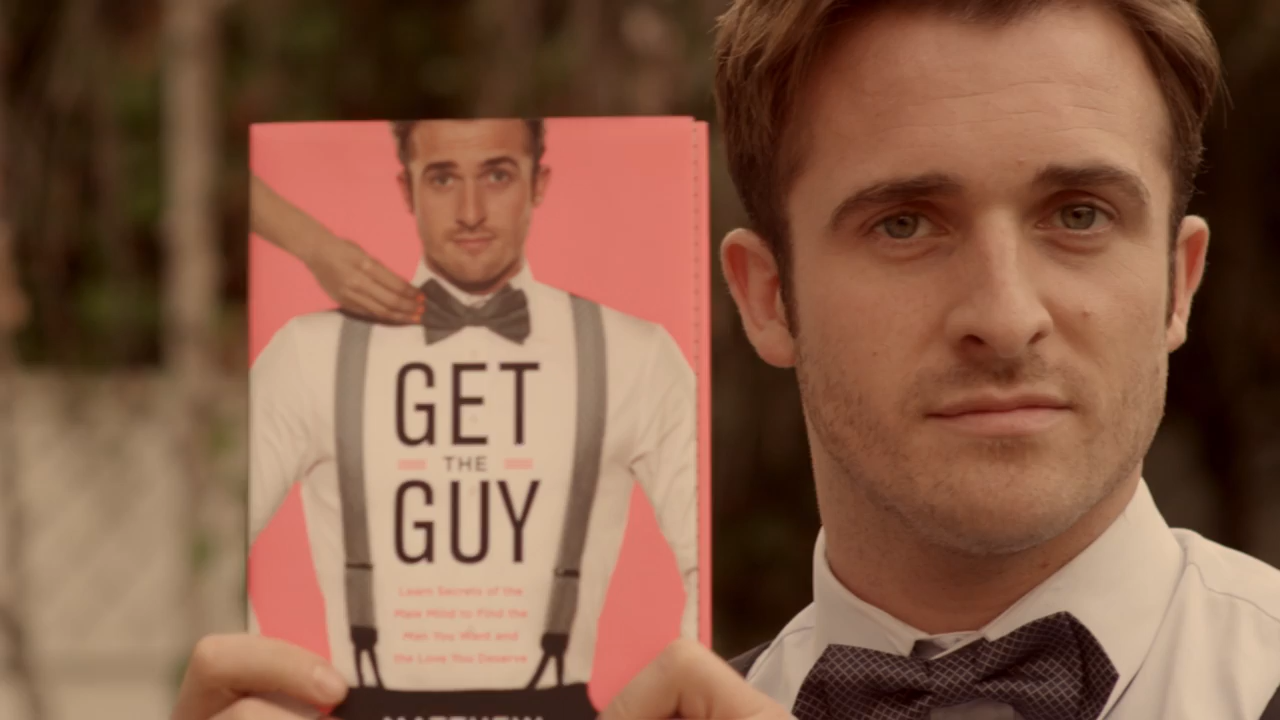 GET
THE
GUY
Learn Secrets of the
Male Mind to Find the
Man You Want and
the Love You Deserve
MATTHEW